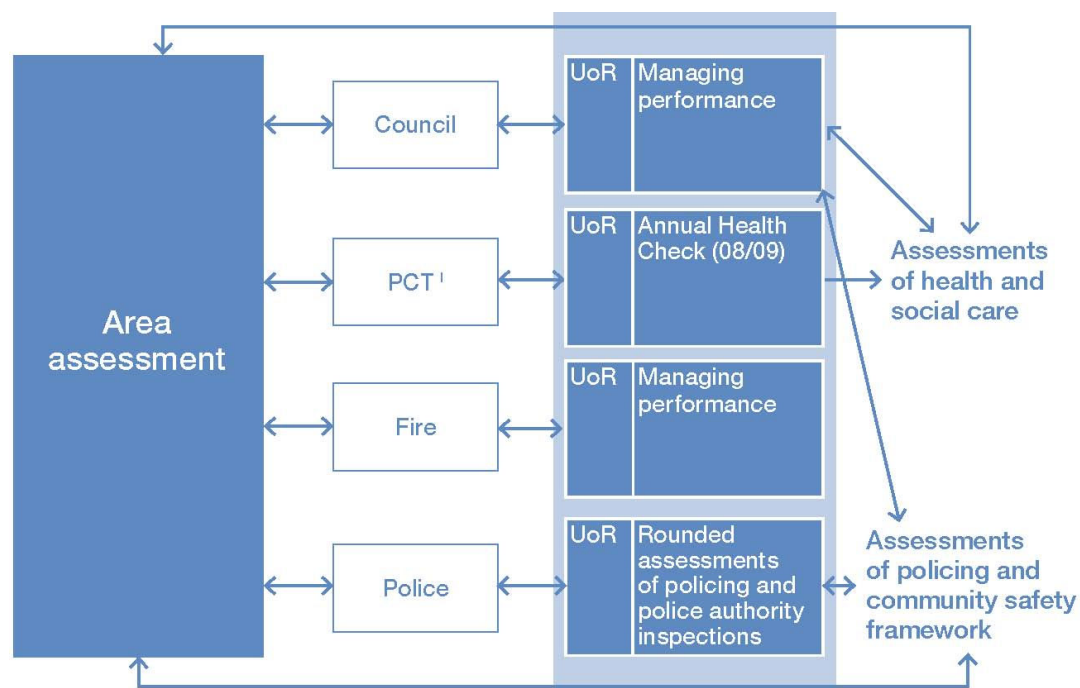 Area
assessment
Council
PCT ¹
Fire
Police
UoR
Managing
performance
UoR
Annual Health
Check (08/09)
UoR
Managing
performance
UoR
Rounded
assessments
of policing and
police authority
inspections
Assessments
of health and
social care
Assessments
of policing and
community safety
framework